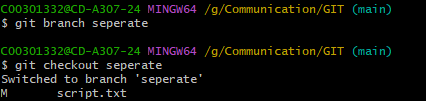 C00301332@CD-A307-24 MINGW64 /g/Communication/GIT (main)
$ git branch seperate
C00301332@CD-A307-24 MINGW64 /g/Communication/GIT (main)
$ git checkout seperate
Switched to branch 'seperate'
M       script.txt